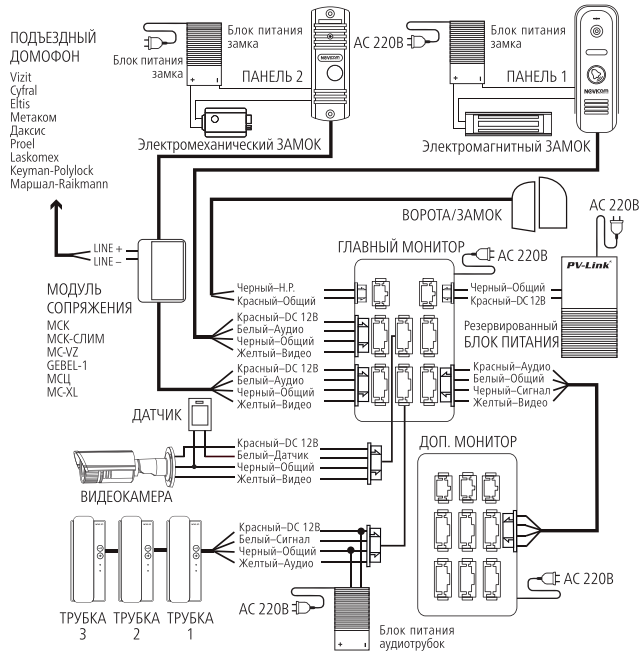 ПОДЪЕЗДНЫЙ
ДОМОФОН
Vizit
Cyfral
Eltis
Метаком
Даксис
Proel
Laskomex
Keyman-Polylock
Маршал-Raikmann
Блок питания
замка
Блок питания
замка
ПАНЕЛЬ 2
+ −
NOVIcom
Электромеханический ЗАМОК
AC 220В
Блок питания
замка
ПАНЕЛЬ 1
+ −
NOVIcom
Электромагнитный ЗАМОК
ВОРОТА/ЗАМОК
AC 220В
LINE +
LINE −
МОДУЛЬ
СОПРЯЖЕНИЯ
МСК
МСК-СЛИМ
MC-VZ
GEBEL-1
МСЦ
MC-XL
ГЛАВНЫЙ МОНИТОР
AC 220В
PV-Link
Резервированный
БЛОК ПИТАНИЯ
Черный–Н.Р.
Красный–Общий
Черный–Общий
Красный–DC 12В
Красный–DC 12В
Белый–Аудио
Черный–Общий
Желтый–Видео
Красный–DC 12В
Белый–Аудио
Черный–Общий
Желтый–Видео
Красный–Аудио
Белый–Общий
Черный–Сигнал
Желтый–Видео
ДАТЧИК
Красный–DC 12В
Белый–Датчик
Черный–Общий
Желтый–Видео
ВИДЕОКАМЕРА
ДОП. МОНИТОР
AC 220В
Красный–DC 12В
Белый–Сигнал
Черный–Общий
Желтый–Аудио
ТРУБКА
3
ТРУБКА
2
ТРУБКА
1
AC 220В
− +
Блок питания
аудиотрубок